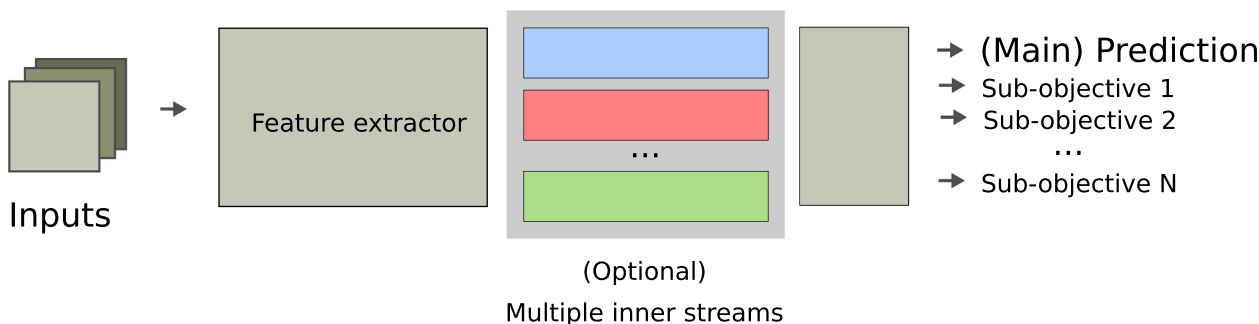 Inputs
Feature extractor
...
(Optional)
Multiple inner streams
(Main) Prediction
Sub-objective 1
Sub-objective 2
...
Sub-objective N